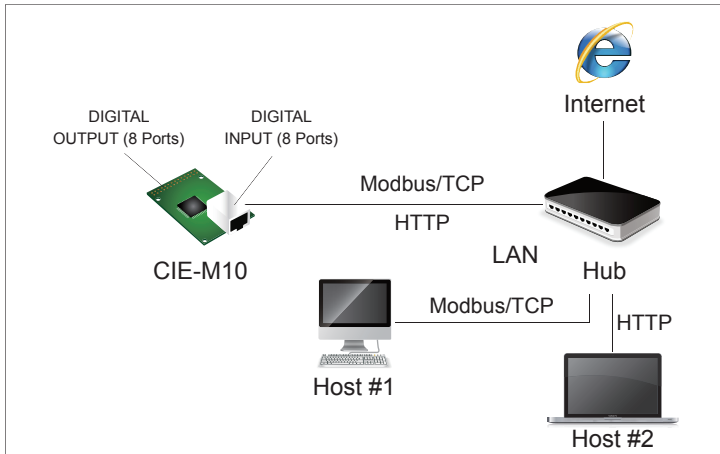 Internet
DIGITAL
OUTPUT (8 Ports)
DIGITAL
INPUT (8 Ports)
Modbus/TCP
HTTP
LAN
CIE-M10
Hub
Modbus/TCP
HTTP
Host #1
Host #2